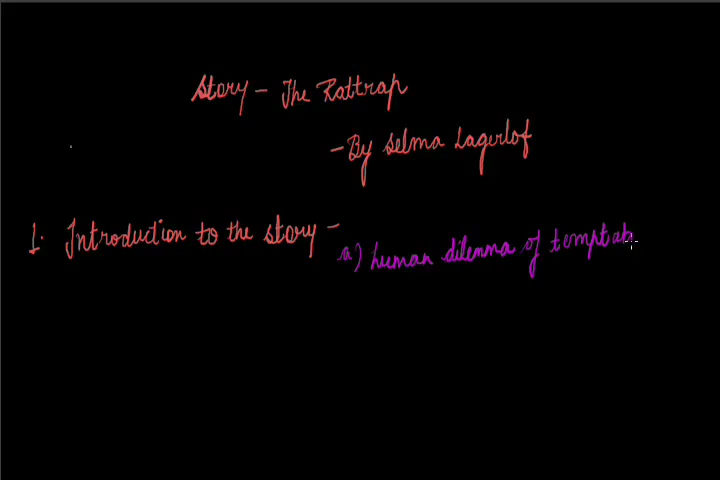 Story - The Rattrap
- By Selma Lagerlof
1. Introduction to the story -
a) human dilemma of temptati